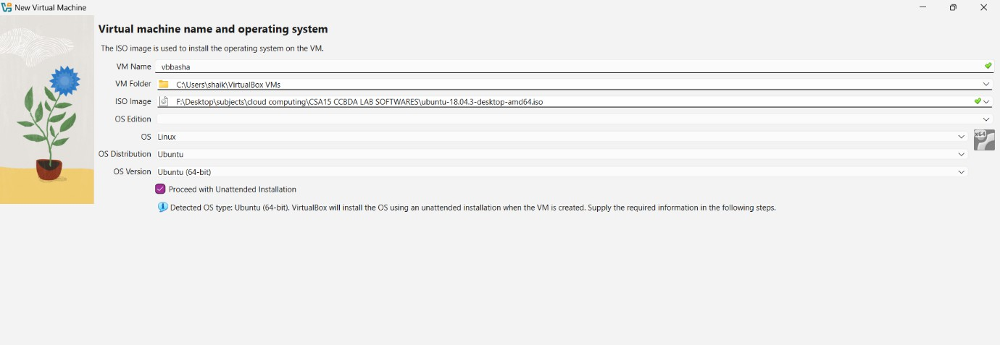 New Virtual Machine
Virtual machine name and operating system
The ISO image is used to install the operating system on the VM.
VM Name vbbasha
VM Folder C:\Users\shaik\VirtualBox VMs
ISO Image F:\Desktop\subjects\cloud computing\CSA15 CCBDA LAB SOFTWARES\ubuntu-18.04.3-desktop-amd64.iso
OS Edition
OS Linux x64
OS Distribution Ubuntu
OS Version Ubuntu (64-bit)
Proceed with Unattended Installation
Detected OS type: Ubuntu (64-bit). VirtualBox will install the OS using an unattended installation when the VM is created. Supply the required information in the following steps.